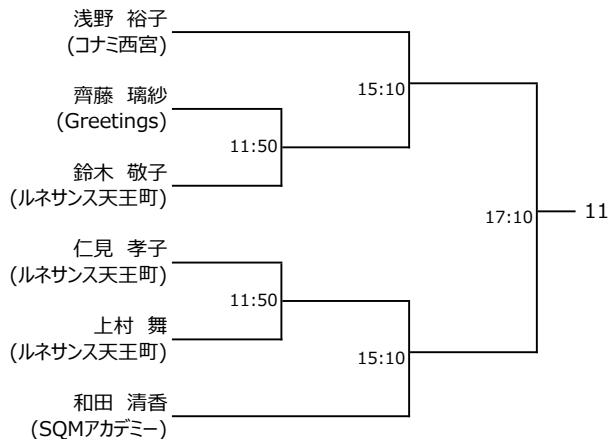 浅野 裕子
(コナミ西宮)
15:10
齊藤 璃紗
(Greetings)
11:50
鈴木 敬子
(ルネサンス天王町)
17:10
11
仁見 孝子
(ルネサンス天王町)
11:50
上村 舞
(ルネサンス天王町)
15:10
和田 清香
(SQMアカデミー)